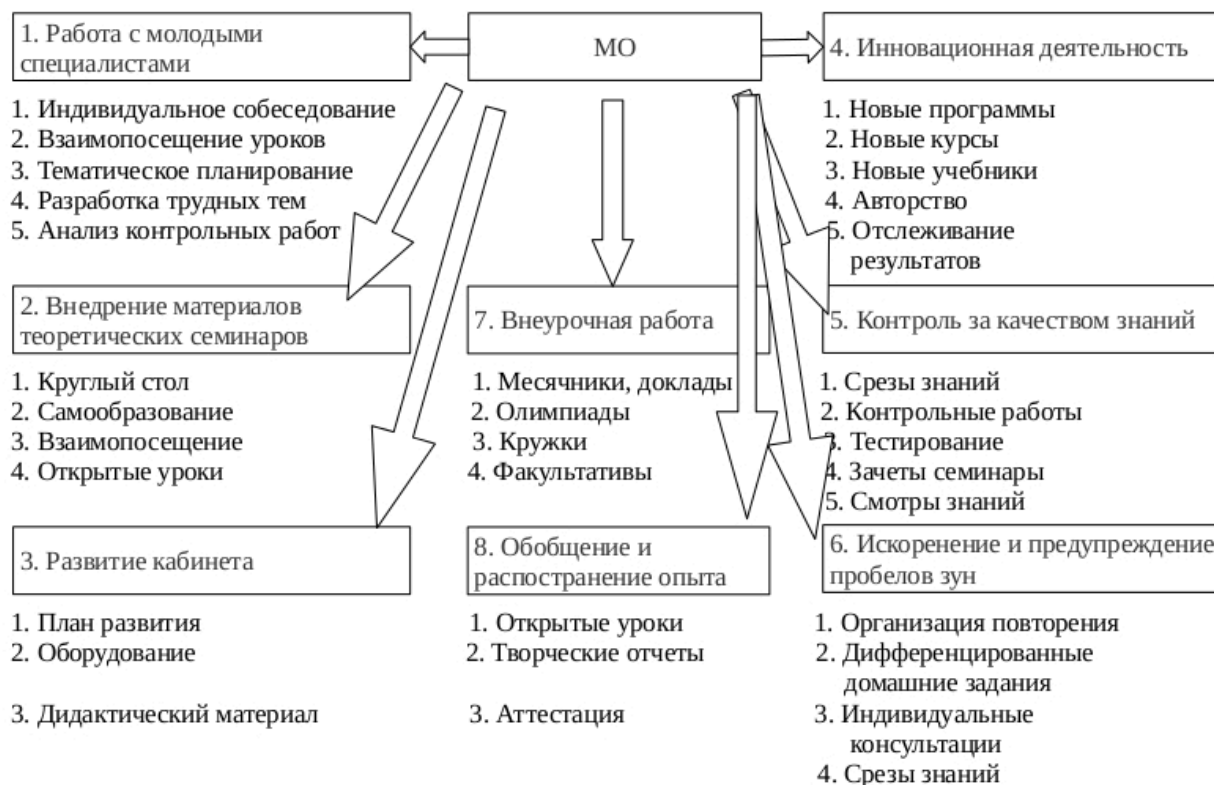 МО
1. Работа с молодыми
специалистами
1. Индивидуальное собеседование
2. Взаимопосещение уроков
3. Тематическое планирование
4. Разработка трудных тем
5. Анализ контрольных работ
2. Внедрение материалов
теоретических семинаров
1. Круглый стол
2. Самообразование
3. Взаимопосещение
4. Открытые уроки
3. Развитие кабинета
1. План развития
2. Оборудование
3. Дидактический материал
4. Инновационная деятельность
1. Новые программы
2. Новые курсы
3. Новые учебники
4. Авторство
5. Отслеживание
результатов
5. Контроль за качеством знаний
1. Срезы знаний
2. Контрольные работы
3. Тестирование
4. Зачеты семинары
5. Смотры знаний
6. Искоренение и предупреждение
пробелов зун
1. Организация повторения
2. Дифференцированные
домашние задания
3. Индивидуальные
консультации
4. Срезы знаний
7. Внеурочная работа
1. Месячники, доклады
2. Олимпиады
3. Кружки
4. Факультативы
8. Обобщение и
распостранение опыта
1. Открытые уроки
2. Творческие отчеты
3. Аттестация